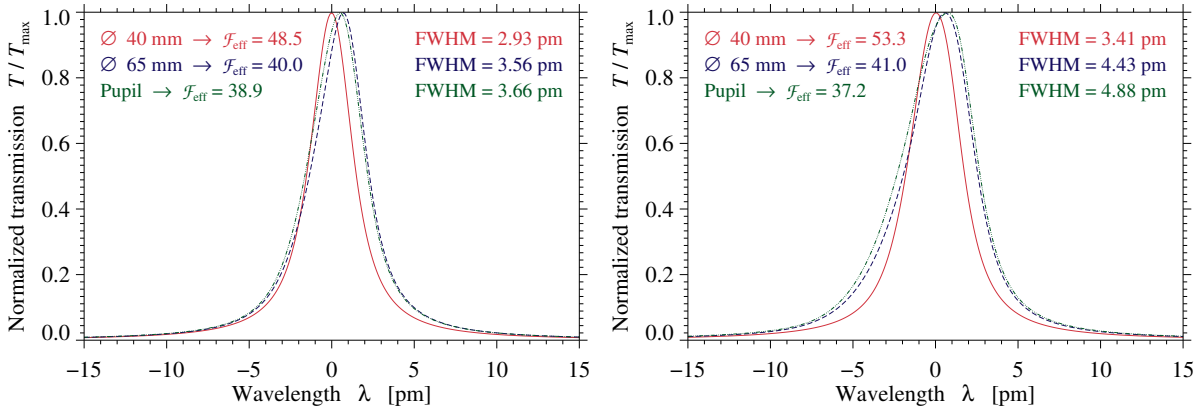 Normalized transmission T / Tmax
1.0
0.8
0.6
0.4
0.2
0.0
Ø 40 mm → ℱeff = 48.5
FWHM = 2.93 pm
Ø 65 mm → ℱeff = 40.0
FWHM = 3.56 pm
Pupil → ℱeff = 38.9
FWHM = 3.66 pm
−15 −10 −5 0 5 10 15
Wavelength λ [pm]
Normalized transmission T / Tmax
1.0
0.8
0.6
0.4
0.2
0.0
Ø 40 mm → ℱeff = 53.3
FWHM = 3.41 pm
Ø 65 mm → ℱeff = 41.0
FWHM = 4.43 pm
Pupil → ℱeff = 37.2
FWHM = 4.88 pm
−15 −10 −5 0 5 10 15
Wavelength λ [pm]